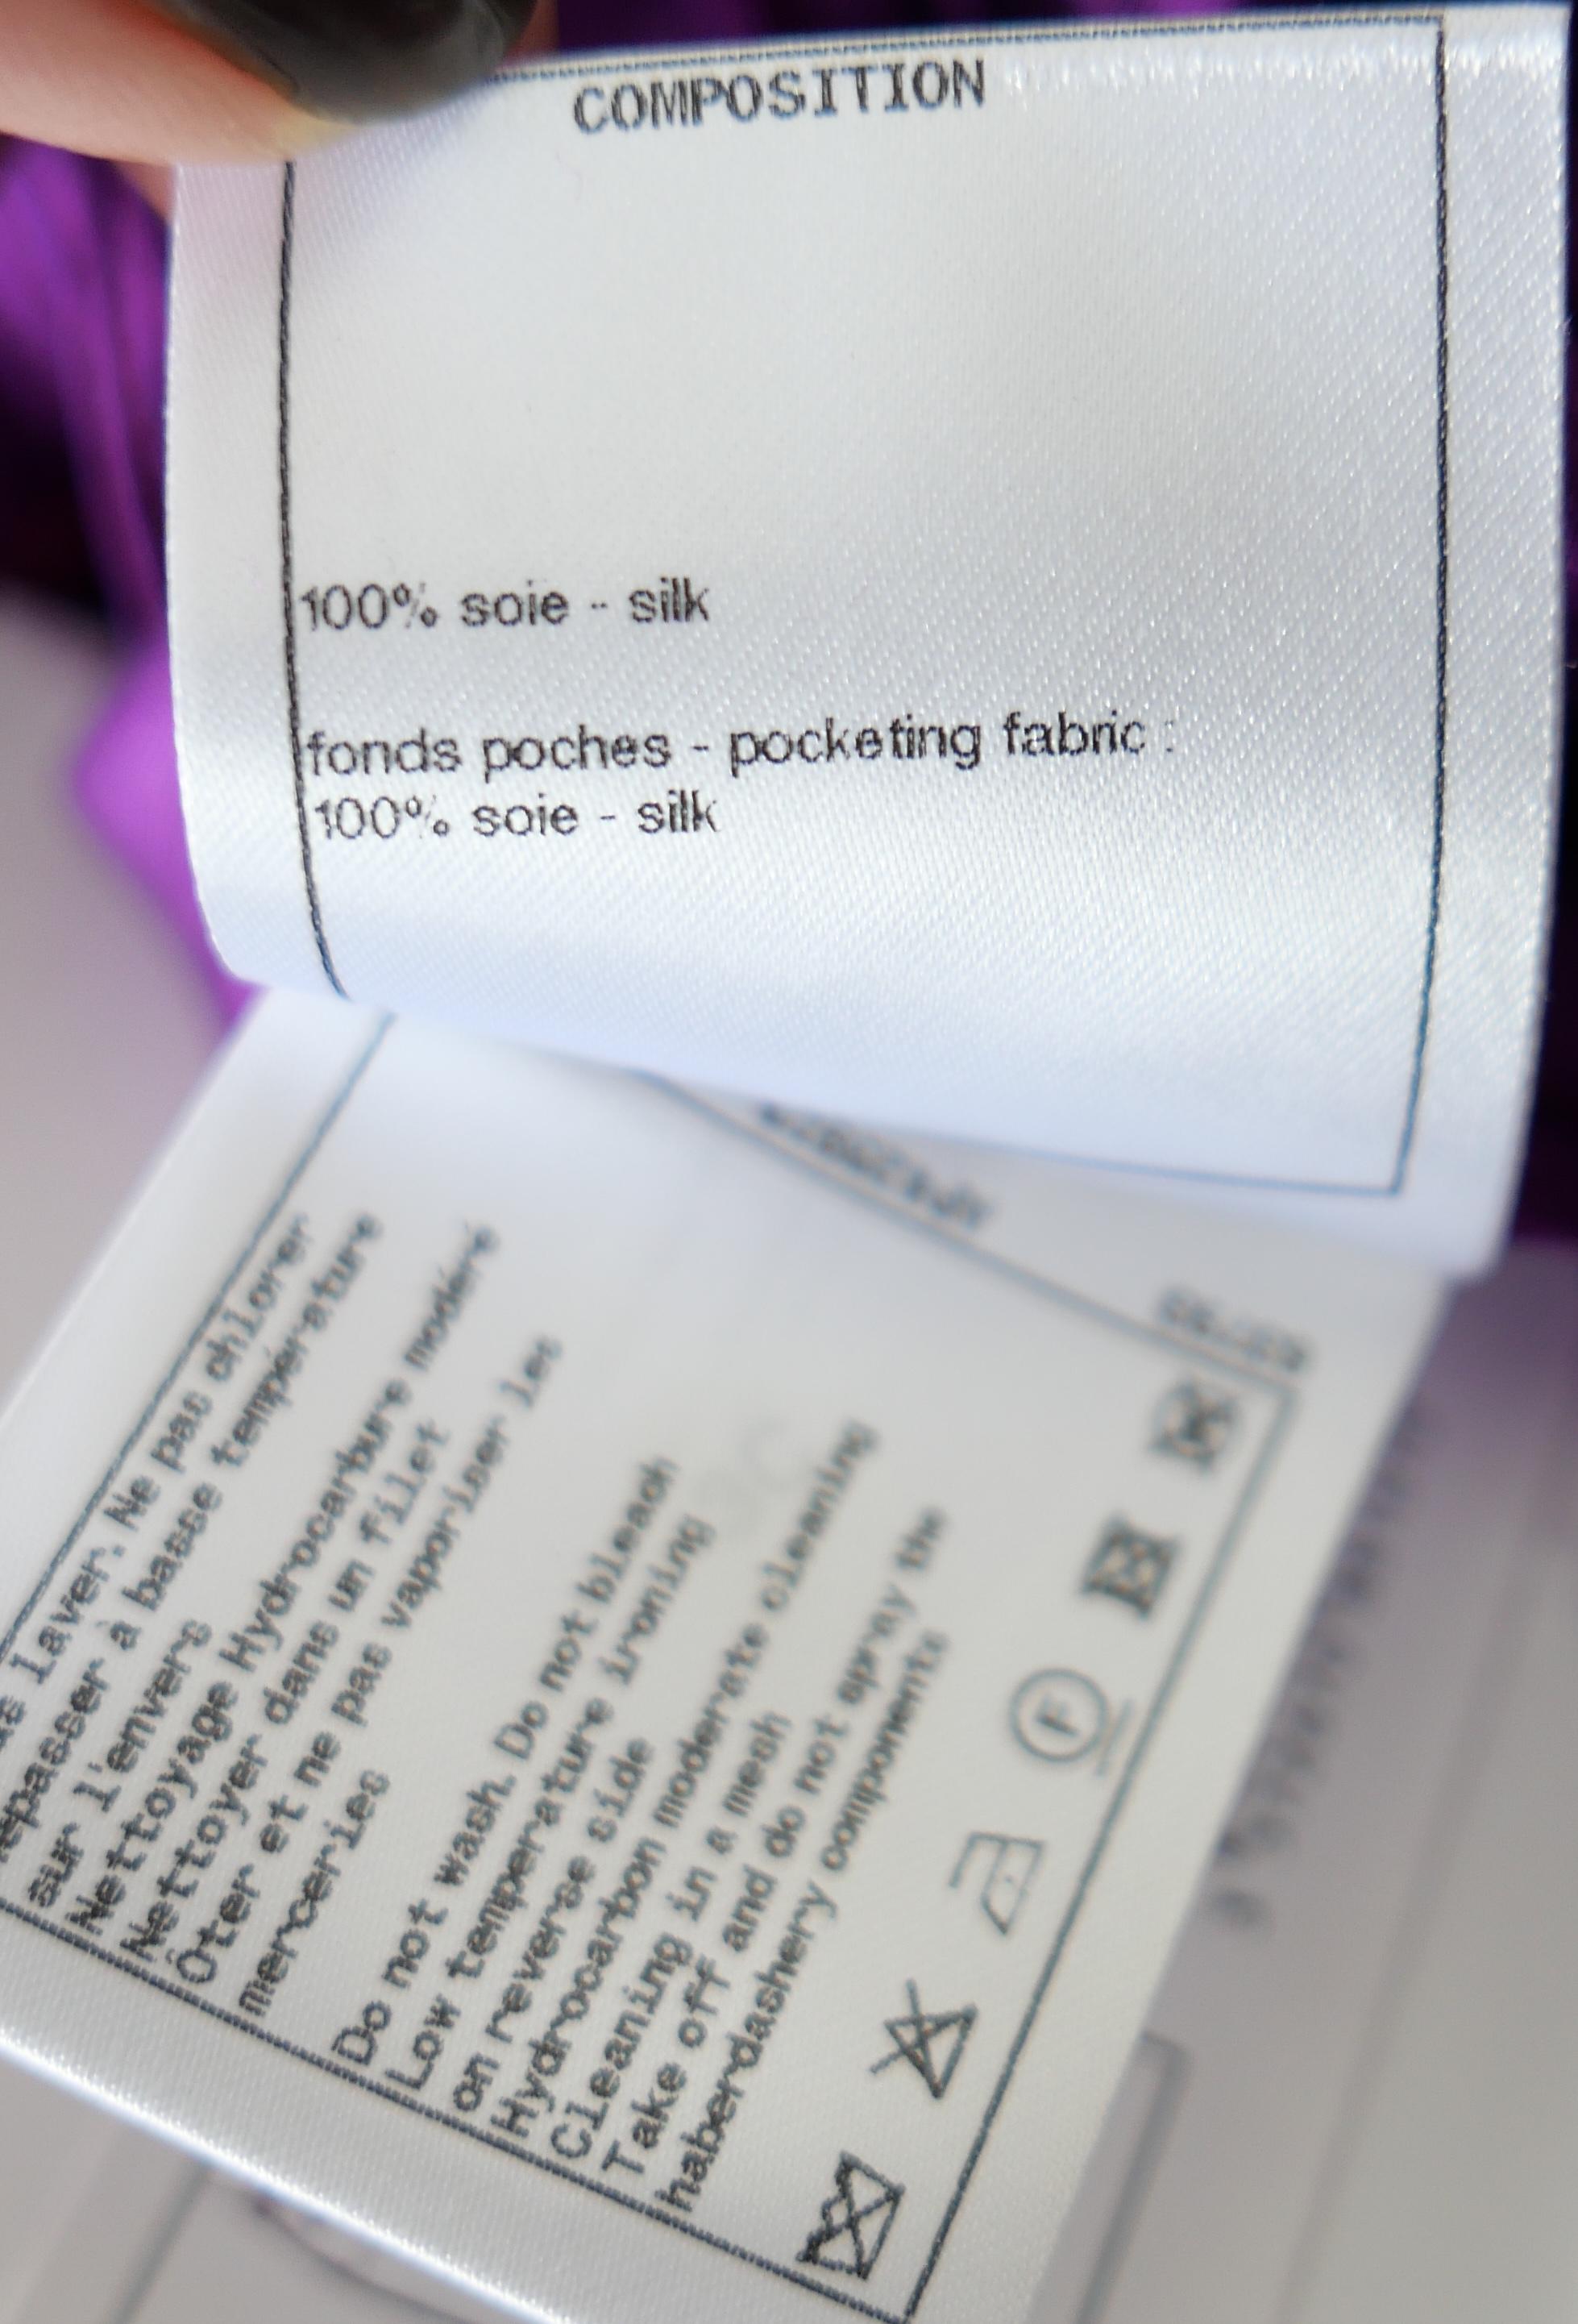 COMPOSITION
100% soie - silk
fonds poches - pocketing fabric :
100% soie - silk
laver. Ne pas chlorer
à basse température
sur l'envers
Nettoyage Hydrocarbure modéré
Nettoyer dans un filet
Ôter et ne pas vaporiser les
merceries
Do not wash. Do not bleach
Low temperature ironing
on reverse side
Hydrocarbon moderate cleaning
Cleaning in a mesh
Take off and do not spray the
haberdashery components
F